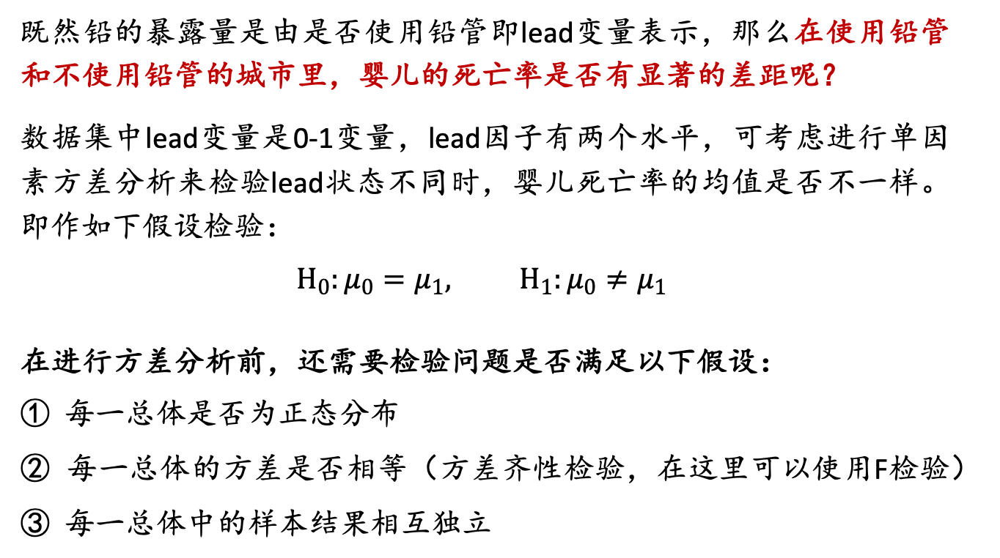 既然铅的暴露量是由是否使用铅管即lead变量表示，那么在使用铅管
和不使用铅管的城市里，婴儿的死亡率是否有显著的差距呢？
数据集中lead变量是0-1变量，lead因子有两个水平，可考虑进行单因
素方差分析来检验lead状态不同时，婴儿死亡率的均值是否不一样。
即作如下假设检验：
H₀: μ₀ = μ₁, H₁: μ₀ ≠ μ₁
在进行方差分析前，还需要检验问题是否满足以下假设：
① 每一总体是否为正态分布
② 每一总体的方差是否相等（方差齐性检验，在这里可以使用F检验）
③ 每一总体中的样本结果相互独立